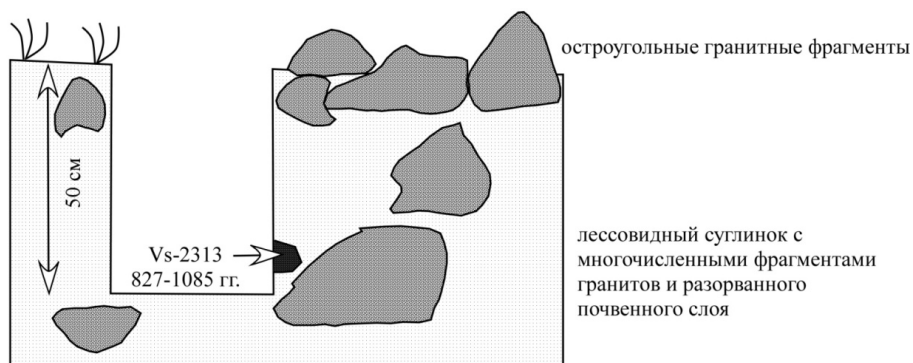 остроугольные гранитные фрагменты
50 см
Vs-2313
827-1085 гг.
лессовидный суглинок с
многочисленными фрагментами
гранитов и разорванного
почвенного слоя